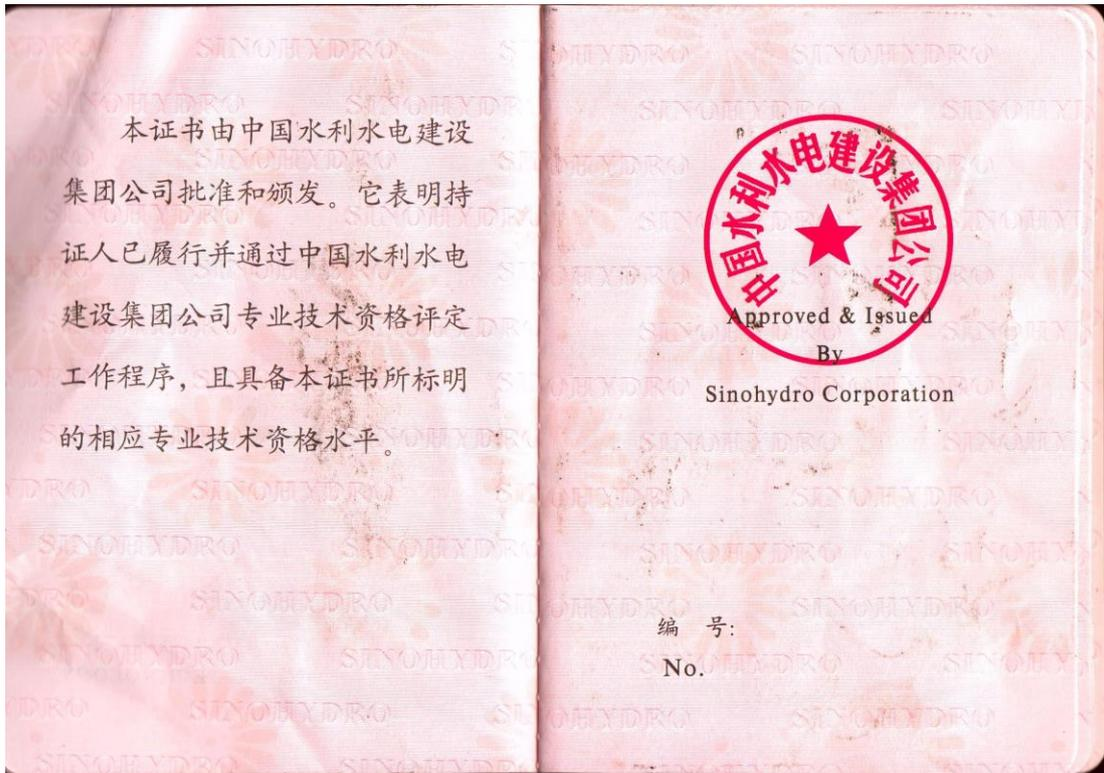 本证书由中国水利水电建设
集团公司批准和颁发。它表明持
证人已履行并通过中国水利水电
建设集团公司专业技术资格评定
工作程序，且具备本证书所标明
的相应专业技术资格水平。
中国水利水电建设集团公司
Approved & Issued
By
Sinohydro Corporation
编 号:
No.
SINOHYDRO